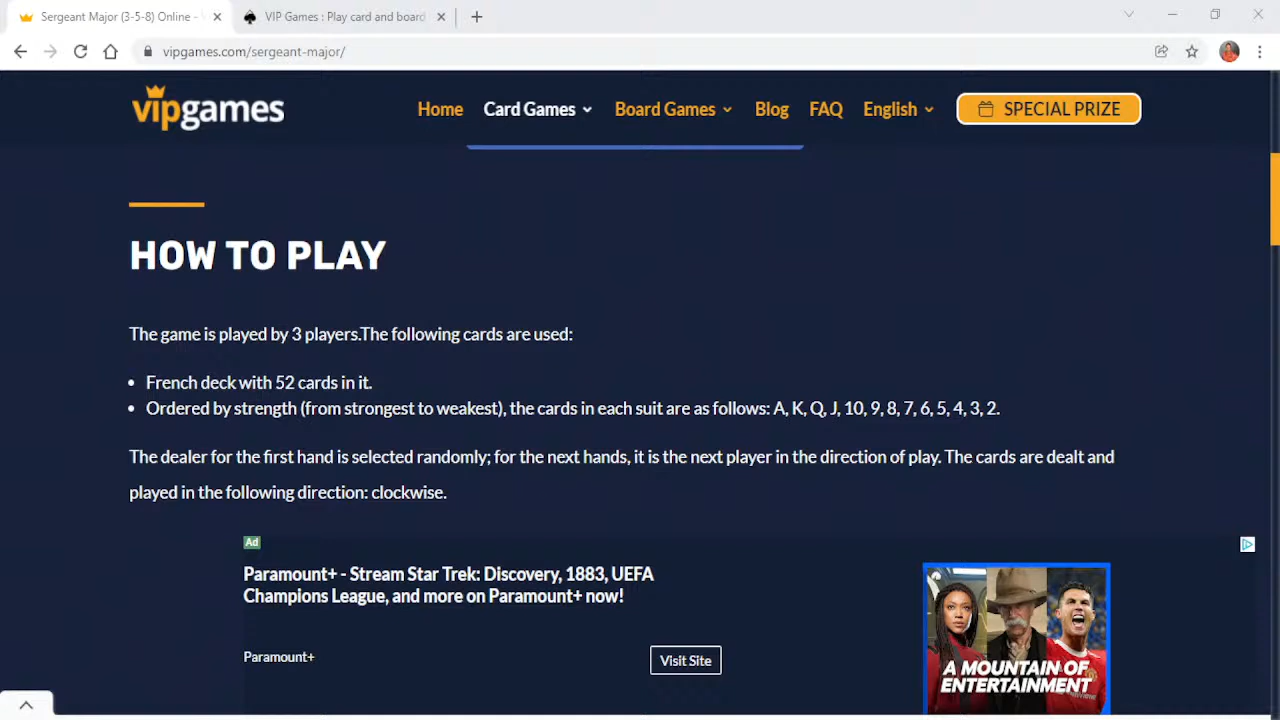 Sergeant Major (3-5-8) Online -
VIP Games : Play card and board
vipgames.com/sergeant-major/
vipgames
Home
Card Games
Board Games
Blog
FAQ
English
SPECIAL PRIZE
HOW TO PLAY
The game is played by 3 players.The following cards are used:
• French deck with 52 cards in it.
• Ordered by strength (from strongest to weakest), the cards in each suit are as follows: A, K, Q, J, 10, 9, 8, 7, 6, 5, 4, 3, 2.
The dealer for the first hand is selected randomly; for the next hands, it is the next player in the direction of play. The cards are dealt and
played in the following direction: clockwise.
Ad
Paramount+ - Stream Star Trek: Discovery, 1883, UEFA
Champions League, and more on Paramount+ now!
Paramount+
Visit Site
A MOUNTAIN OF
ENTERTAINMENT